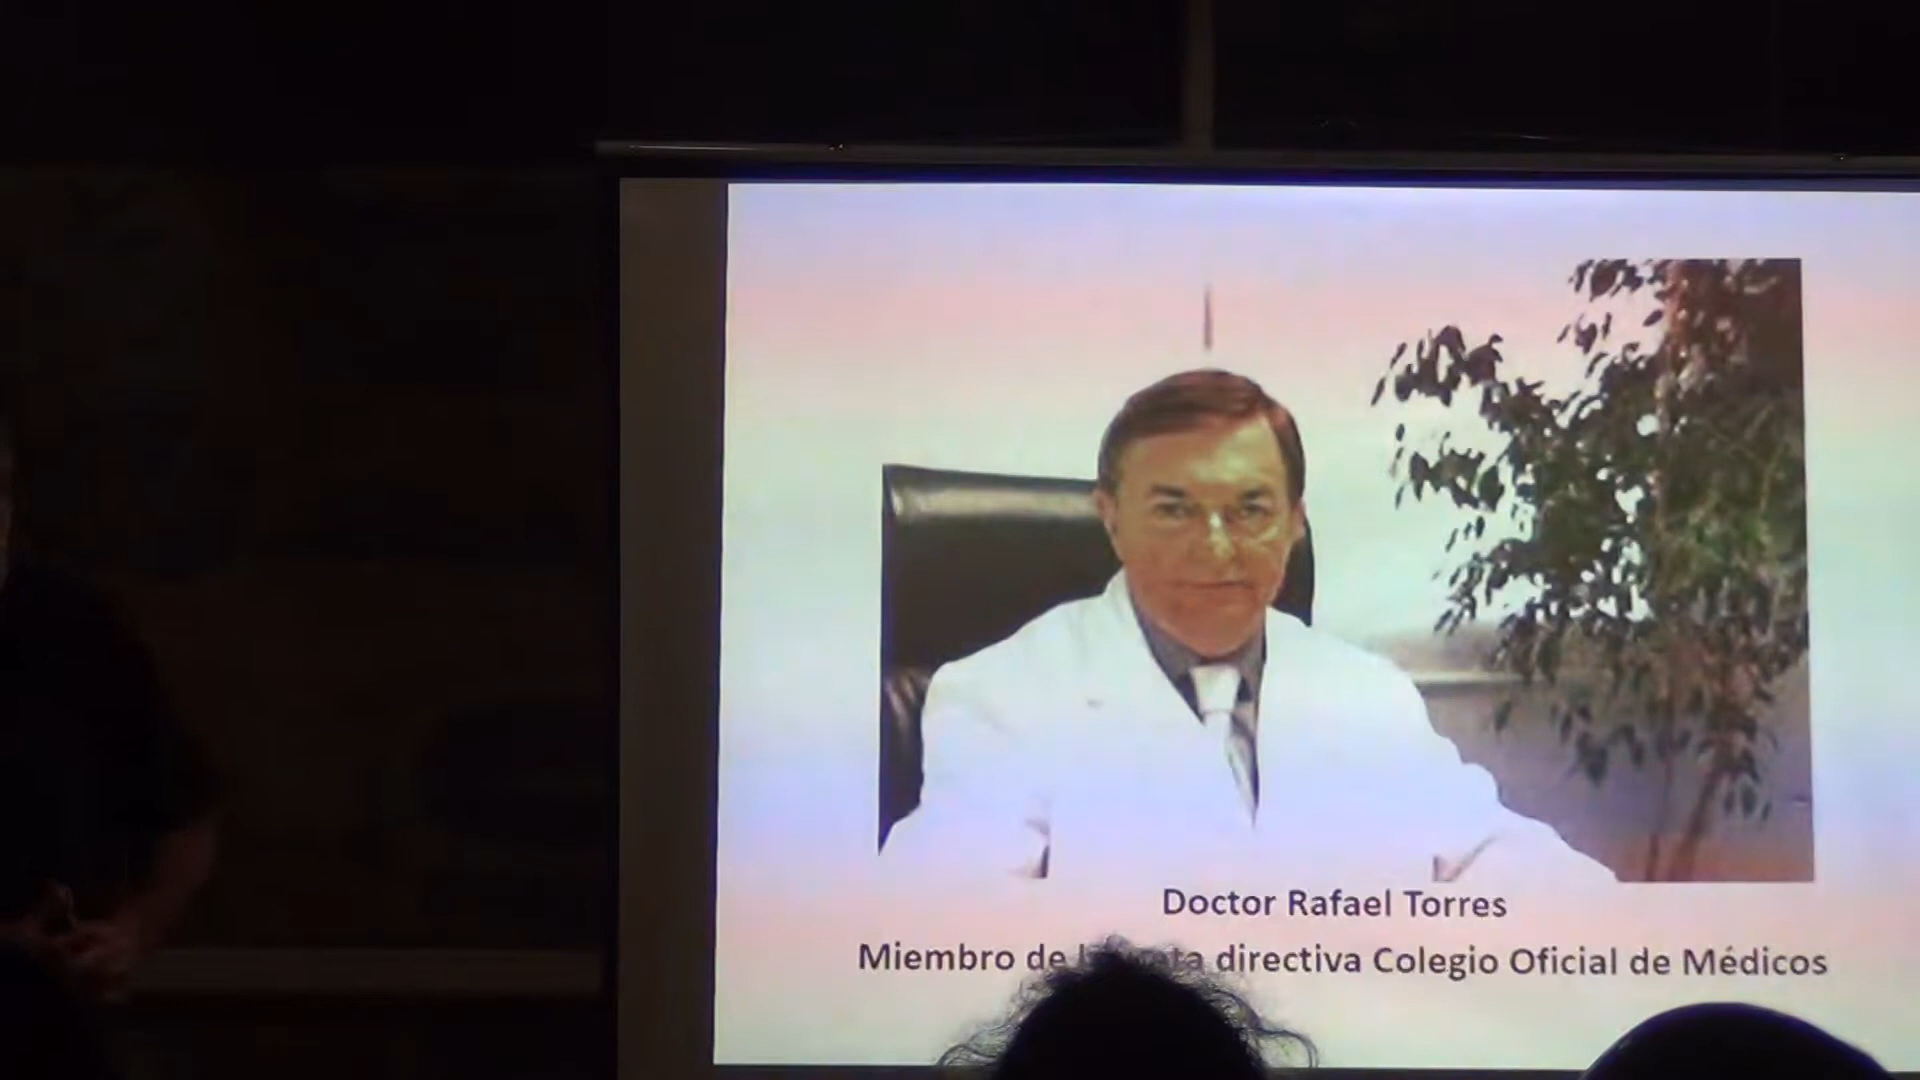 Doctor Rafael Torres
Miembro de directiva Colegio Oficial de Médicos